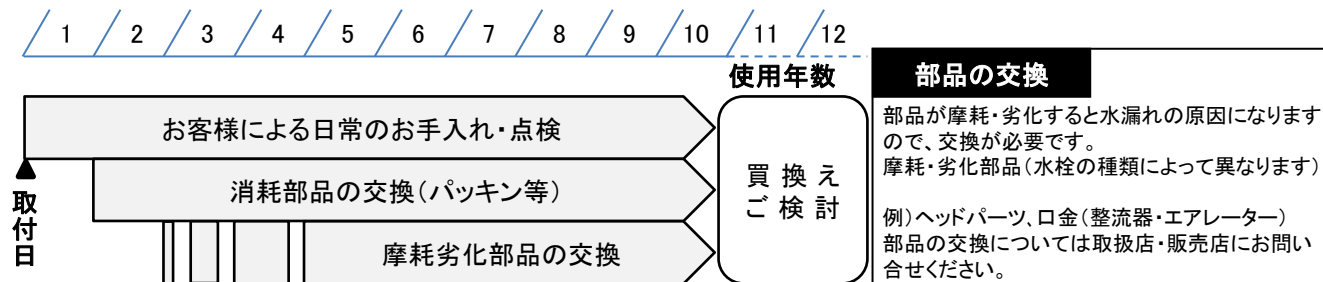 1 2 3 4 5 6 7 8 9 10 11 12
使用年数
お客様による日常のお手入れ・点検
消耗部品の交換(パッキン等)
摩耗劣化部品の交換
取付日
買換え
ご検討
部品の交換
部品が摩耗・劣化すると水漏れの原因になります
ので、交換が必要です。
摩耗・劣化部品(水栓の種類によって異なります)
例)ヘッドパーツ、口金(整流器・エアレーター)
部品の交換については取扱店・販売店にお問い
合せください。